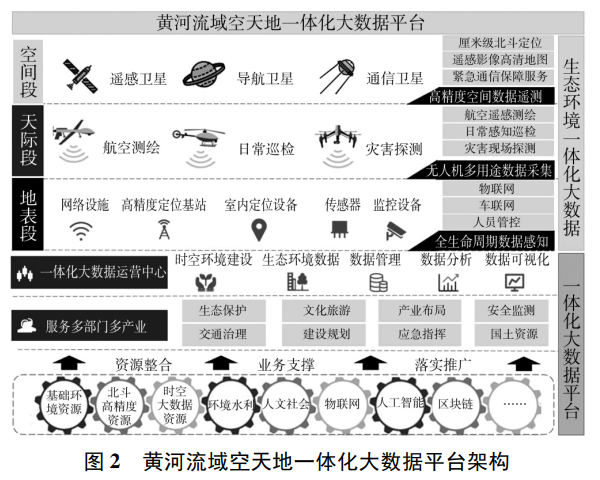 黄河流域空天地一体化大数据平台
空间段
遥感卫星
导航卫星
通信卫星
厘米级北斗定位
遥感影像高清地图
紧急通信保障服务
高精度空间数据遥测
天际段
航空测绘
日常巡检
灾害探测
航空遥感测绘
日常感知巡检
灾害现场探测
无人机多用途数据采集
地表段
网络设施
高精度定位基站
室内定位设备
传感器
监控设备
物联网
车联网
人员管控
全生命周期数据感知
生态环境一体化大数据
一体化大数据运营中心
时空环境建设
生态环境数据
数据管理
数据分析
数据可视化
服务多部门多产业
生态保护
文化旅游
产业布局
安全监测
交通治理
建设规划
应急指挥
国土资源
一体化大数据平台
资源整合
业务支撑
落实推广
基础环
境资源
北斗
高精度
资源
时空
大数据
资源
环境水利
人文社会
物联网
人工智能
区块链
……
图2 黄河流域空天地一体化大数据平台架构